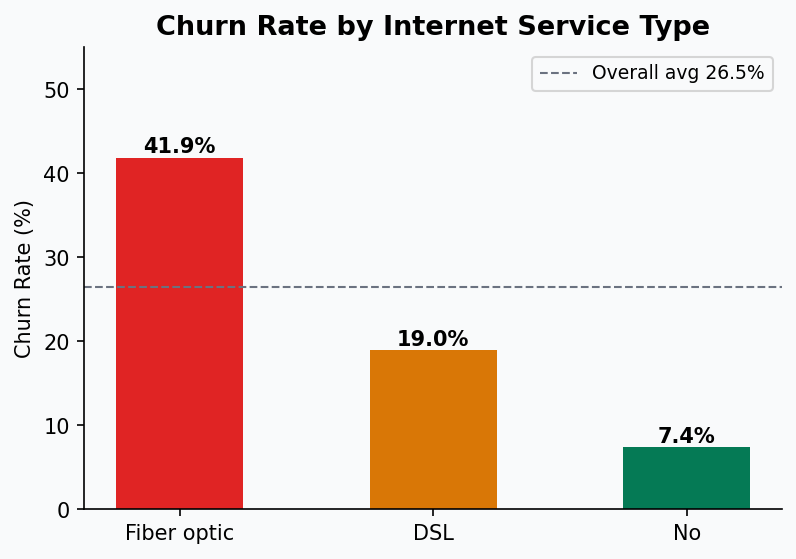 Churn Rate by Internet Service Type
Overall avg 26.5%
Churn Rate (%)
50
40
30
20
10
0
41.9%
19.0%
7.4%
Fiber optic
DSL
No